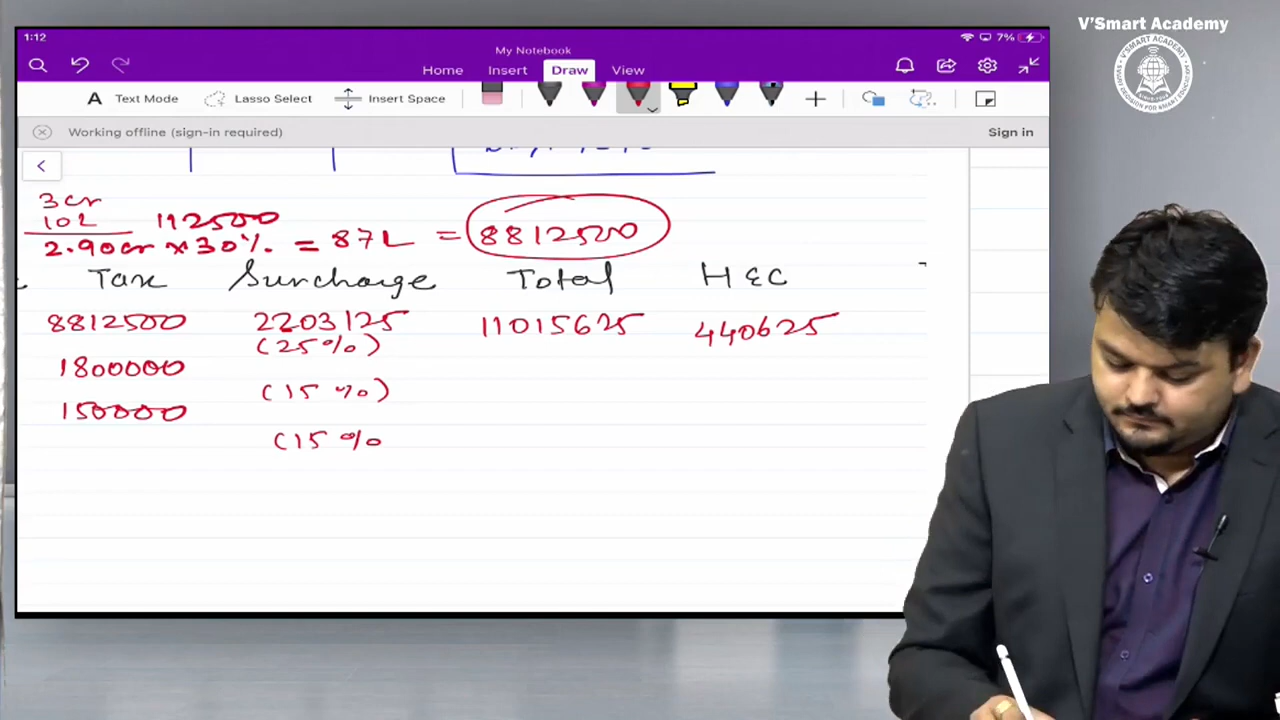 V'Smart Academy
1:12
7%
My Notebook
Home Insert Draw View
Text Mode Lasso Select Insert Space
Working offline (sign-in required) Sign in
3cr
10L 112500
2.90cr x 30% = 87L = 8812500
Tax Surcharge Total HEC
8812500 2203125 11015625 440625
(25%)
1800000
(15%)
150000
(15%